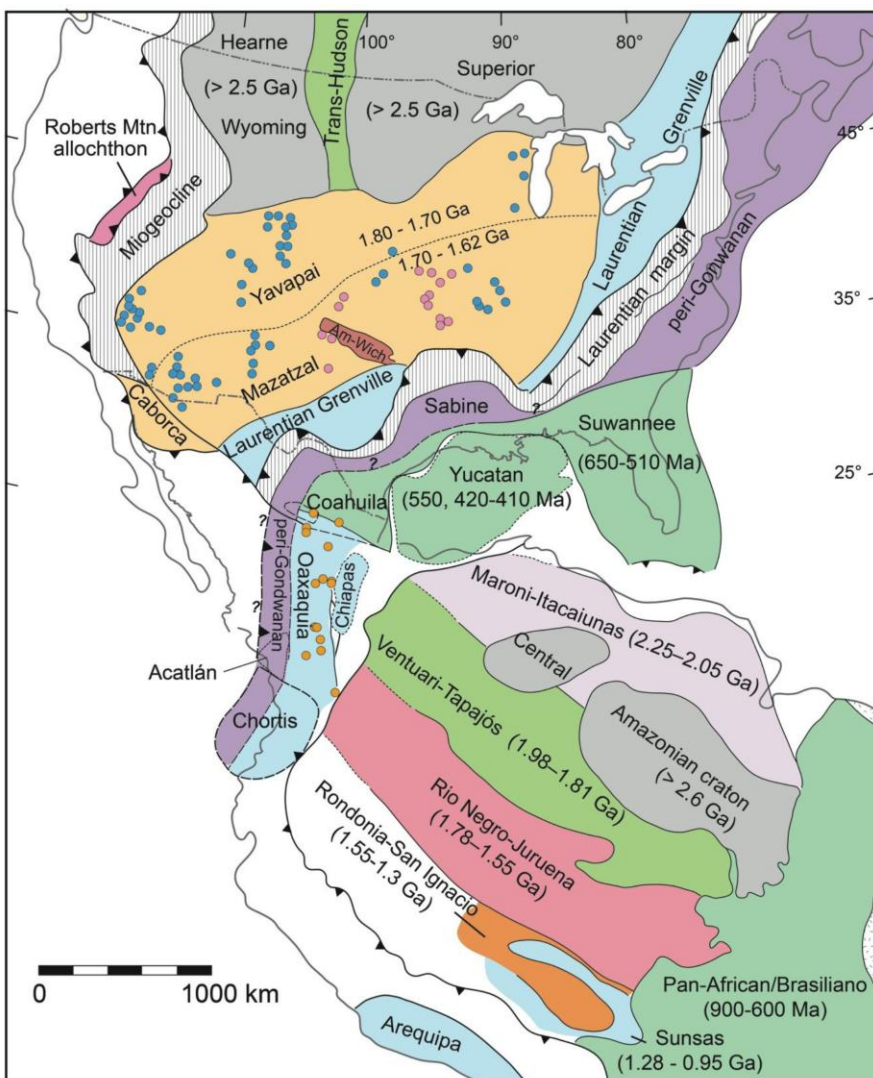 Hearne
100°
90°
80°
(> 2.5 Ga)
Superior
Wyoming
(> 2.5 Ga)
Trans-Hudson
Grenville
Laurentian
45°
Roberts Mtn.
allochthon
Miogeocline
1.80 - 1.70 Ga
1.70 - 1.62 Ga
Yavapai
Laurentian margin
peri-Gonwanan
35°
Am-Wich
Mazatzal
Caborca
Laurentian Grenville
Sabine
?
Suwannee
(650-510 Ma)
?
Yucatan
(550, 420-410 Ma)
25°
Coahuila
?
peri-Gondwanan
Oaxaquia
Chiapas
?
Maroni-Itacaiunas (2.25–2.05 Ga)
Central
Ventuari-Tapajós (1.98–1.81 Ga)
Acatlán
Chortis
Amazonian craton
(> 2.6 Ga)
Rio Negro-Juruena
(1.78–1.55 Ga)
Rondonia-San Ignacio
(1.55-1.3 Ga)
0
1000 km
Pan-African/Brasiliano
(900-600 Ma)
Arequipa
Sunsas
(1.28 - 0.95 Ga)